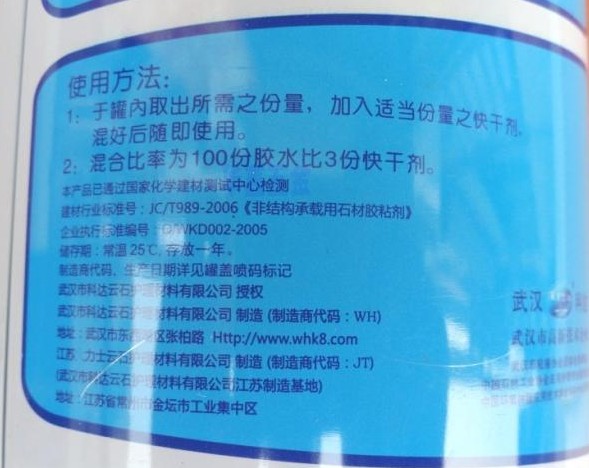 使用方法：
1：于罐内取出所需之份量，加入适当份量之快干剂，
混好后随即使用。
2：混合比率为100份胶水比3份快干剂。
本产品已通过国家化学建材测试中心检测
建材行业标准号：JC/T989-2006《非结构承载用石材胶粘剂》
企业执行标准编号：Q/WKD002-2005
储存期：常温25℃，存放一年。
制造商代码、生产日期详见罐盖喷码标记
武汉市科达云石护理材料有限公司 授权
武汉市科达云石护理材料有限公司 制造 (制造商代码：WH)
地址：武汉市东西湖区张柏路 Http://www.whk8.com
江苏 力士云石护理材料有限公司 制造 (制造商代码：JT)
(武汉市科达云石护理材料有限公司江苏制造基地)
地址：江苏省常州市金坛市工业集中区
武汉
武汉市